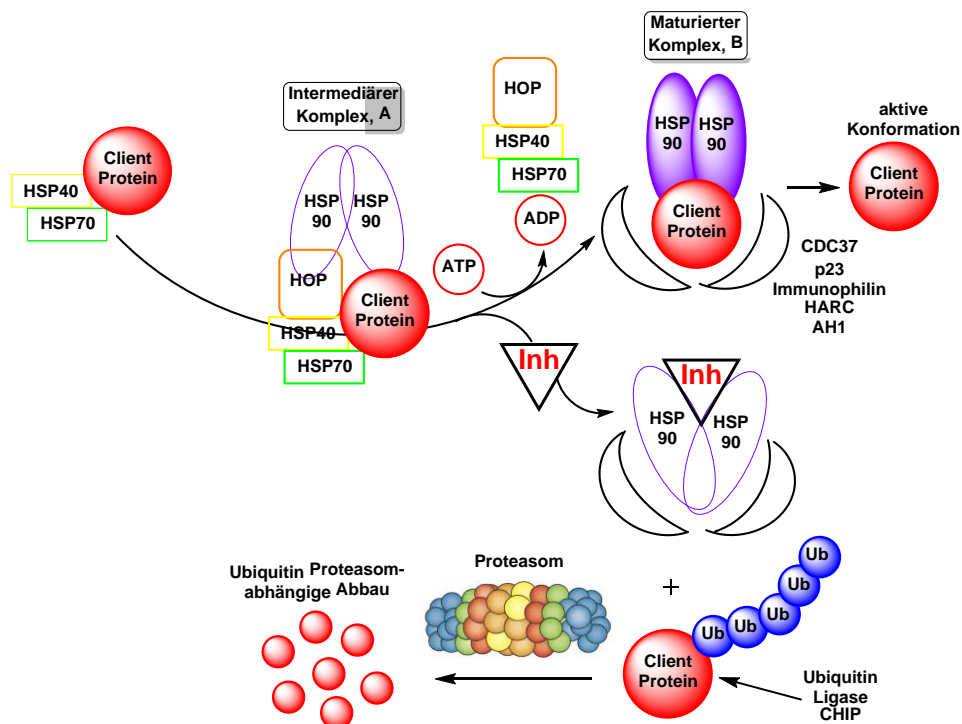 Maturierter
Komplex, B
HOP
HSP40
HSP70
Intermediärer
Komplex, A
HSP HSP
90 90
aktive
Konformation
Client
Protein
Client
Protein
HSP40
HSP70
HSP HSP
90 90
Client
Protein
ADP
ATP
HOP
Client
Protein
HSP40
HSP70
CDC37
p23
Immunophilin
HARC
AH1
Inh
Inh
HSP HSP
90 90
Proteasom
Ubiquitin Proteasom-
abhängige Abbau
+
Ub
Ub
Ub
Ub
Ub
Client
Protein
Ubiquitin
Ligase
CHIP